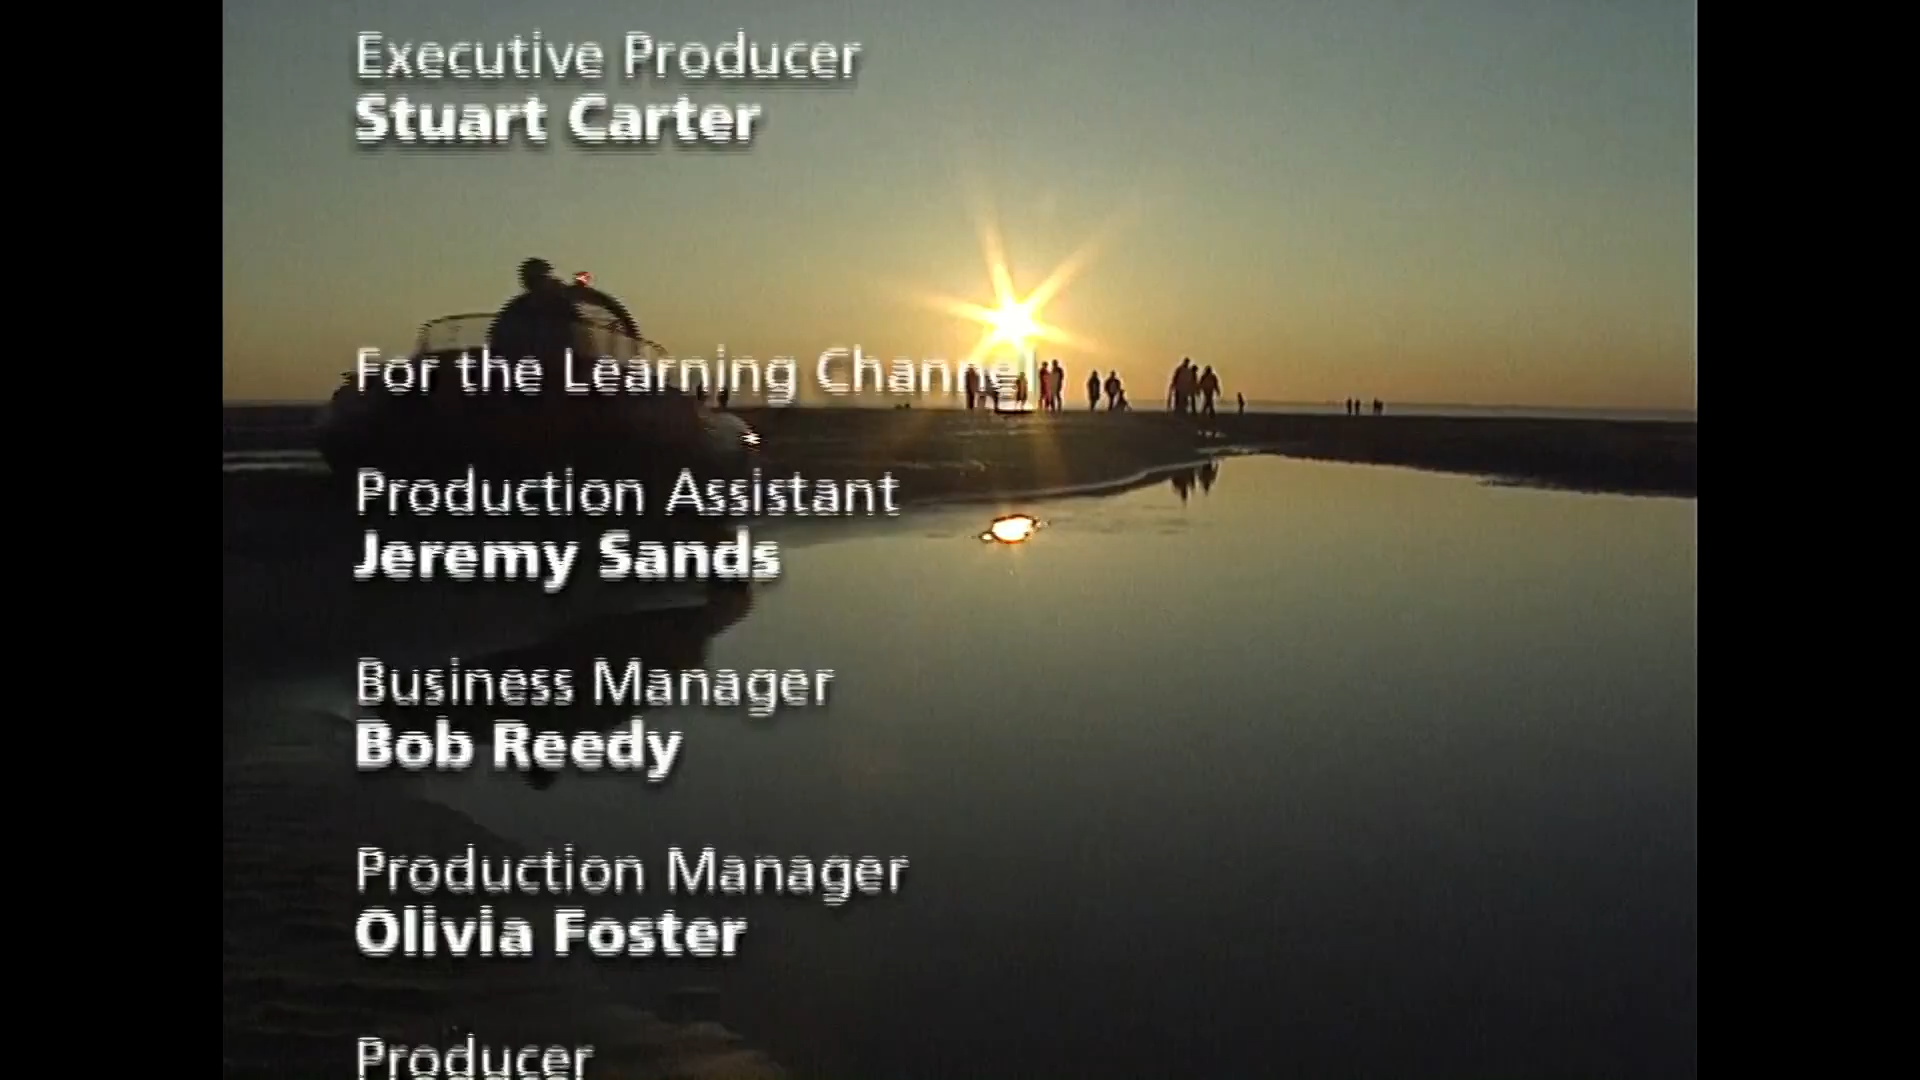 Executive Producer
Stuart Carter
For the Learning Channel
Production Assistant
Jeremy Sands
Business Manager
Bob Reedy
Production Manager
Olivia Foster
Producer